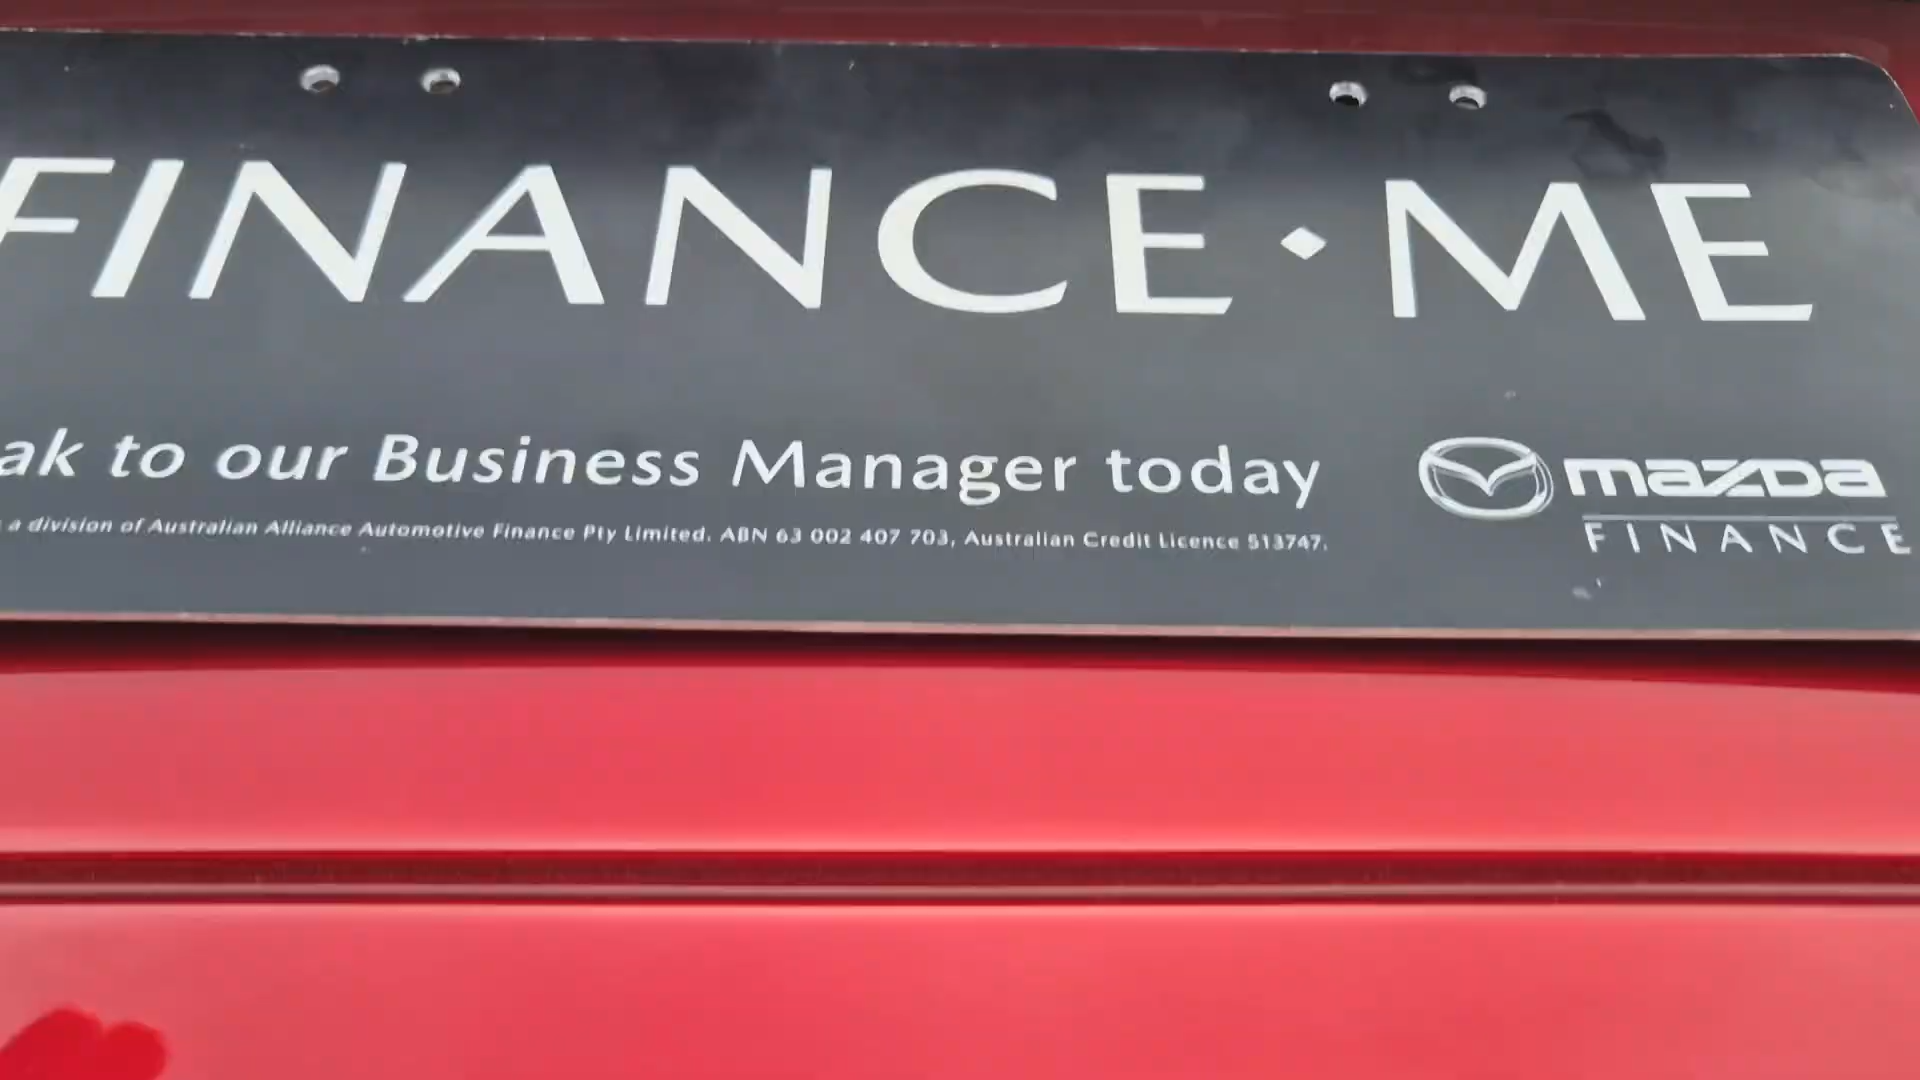 FINANCE·ME
ak to our Business Manager today
a division of Australian Alliance Automotive Finance Pty Limited. ABN 63 002 407 703, Australian Credit Licence 513747.
mazda
FINANCE